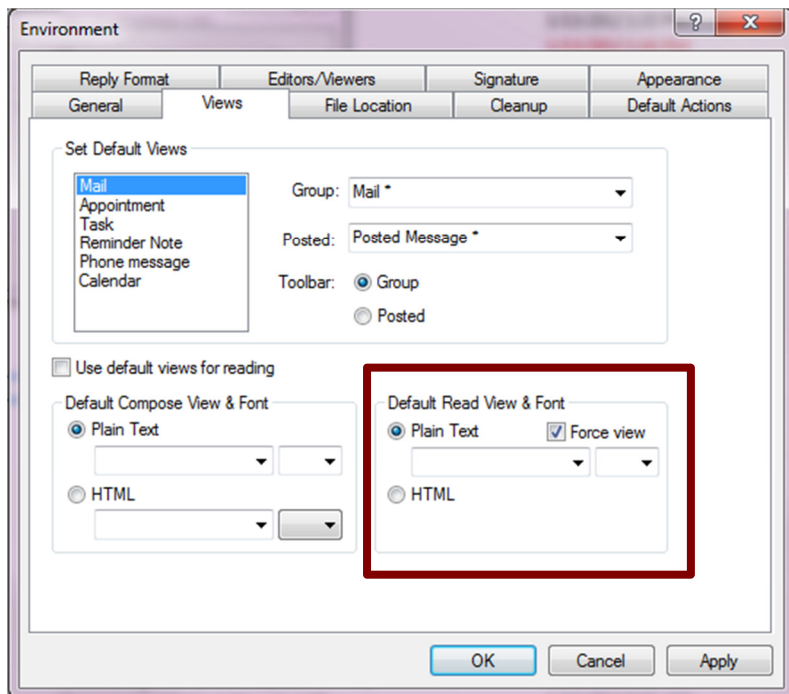 Environment
Reply Format Editors/Viewers Signature Appearance
General Views File Location Cleanup Default Actions
Set Default Views
Mail
Appointment
Task
Reminder Note
Phone message
Calendar
Group: Mail *
Posted: Posted Message *
Toolbar: Group
Posted
Use default views for reading
Default Compose View & Font
Plain Text
HTML
Default Read View & Font
Plain Text Force view
HTML
OK Cancel Apply